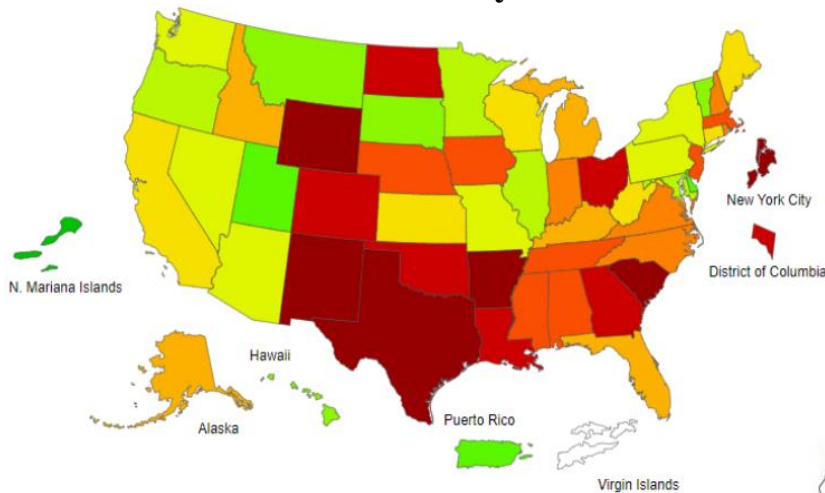 New York City
District of Columbia
N. Mariana Islands
Hawaii
Alaska
Puerto Rico
Virgin Islands